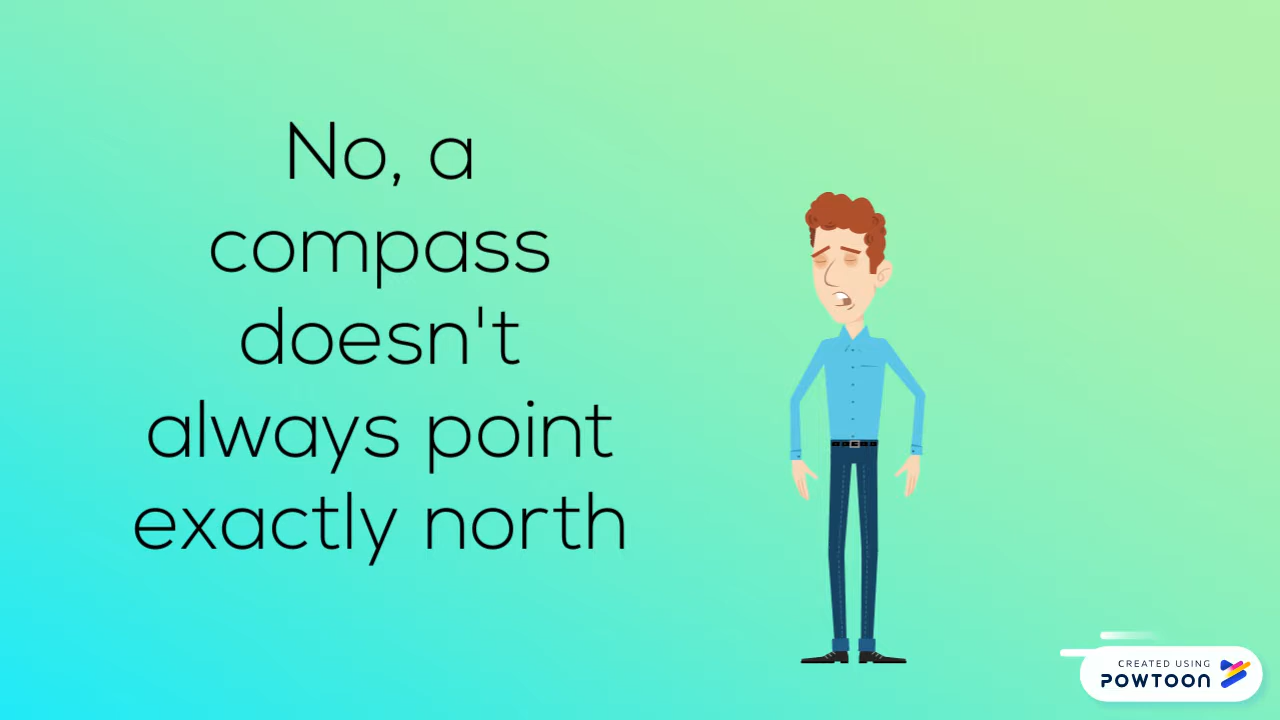 No, a
compass
doesn't
always point
exactly north
CREATED USING
POWTOON